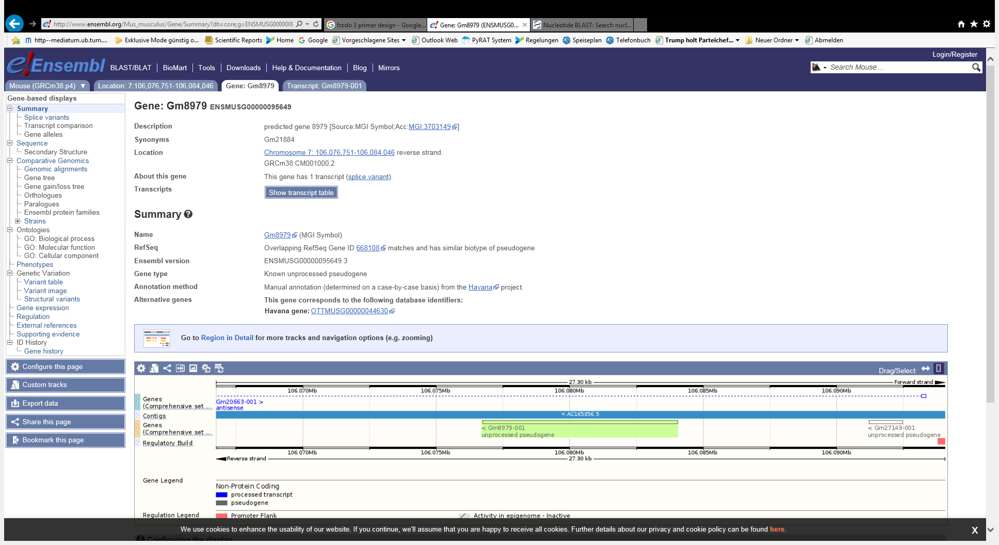 http://www.ensembl.org/Mus_musculus/Gene/Summary?db=core;g=ENSMUSG00000095
frodo 3 primer design - Google...
Gene: Gm8979 (ENSMUSG0...
Nucleotide BLAST: Search nucl...
http--mediatum.ub.tum....
Exklusive Mode günstig o...
Scientific Reports
Home
Google
Vorgeschlagene Sites
Outlook Web
PyRAT System
Regelungen
Speiseplan
Telefonbuch
Trump holt Parteichef...
Neuer Ordner
Abmelden
Login/Register
e!Ensembl
BLAST/BLAT
BioMart
Tools
Downloads
Help & Documentation
Blog
Mirrors
Search Mouse...
Mouse (GRCm38.p4) ▼
Location: 7:106,076,751-106,084,046
Gene: Gm8979
Transcript: Gm8979-001
Gene-based displays
Summary
Splice variants
Transcript comparison
Gene alleles
Sequence
Secondary Structure
Comparative Genomics
Genomic alignments
Gene tree
Gene gain/loss tree
Orthologues
Paralogues
Ensembl protein families
Strains
Ontologies
GO: Biological process
GO: Molecular function
GO: Cellular component
Phenotypes
Genetic Variation
Variant table
Variant image
Structural variants
Gene expression
Regulation
External references
Supporting evidence
ID History
Gene history
Configure this page
Custom tracks
Export data
Share this page
Bookmark this page
Gene: Gm8979 ENSMUSG00000095649
Description
predicted gene 8979 [Source:MGI Symbol;Acc:MGI:3703149]
Synonyms
Gm21884
Location
Chromosome 7: 106,076,751-106,084,046 reverse strand.
GRCm38:CM001000.2
About this gene
This gene has 1 transcript (splice variant).
Transcripts
Show transcript table
Summary
Name
Gm8979 (MGI Symbol)
RefSeq
Overlapping RefSeq Gene ID 668108 matches and has similar biotype of pseudogene
Ensembl version
ENSMUSG00000095649.3
Gene type
Known unprocessed pseudogene
Annotation method
Manual annotation (determined on a case-by-case basis) from the Havana project.
Alternative genes
This gene corresponds to the following database identifiers:
Havana gene: OTTMUSG00000044630
Go to Region in Detail for more tracks and navigation options (e.g. zooming)
Drag/Select:
27.30 kb
Forward strand
106.070Mb
106.075Mb
106.080Mb
106.085Mb
106.090Mb
Genes
(Comprehensive set ...
Gm20663-001 >
antisense
Contigs
< AC165356.5
Genes
(Comprehensive set ...
< Gm8979-001
unprocessed pseudogene
< Gm27149-001
unprocessed pseudogene
Regulatory Build
106.070Mb
106.075Mb
106.080Mb
106.085Mb
106.090Mb
Reverse strand
27.30 kb
Gene Legend
Non-Protein Coding
processed transcript
pseudogene
Regulation Legend
Promoter Flank
Activity in epigenome - Inactive
We use cookies to enhance the usability of our website. If you continue, we'll assume that you are happy to receive all cookies. Further details about our privacy and cookie policy can be found here.
X
Configuring the display